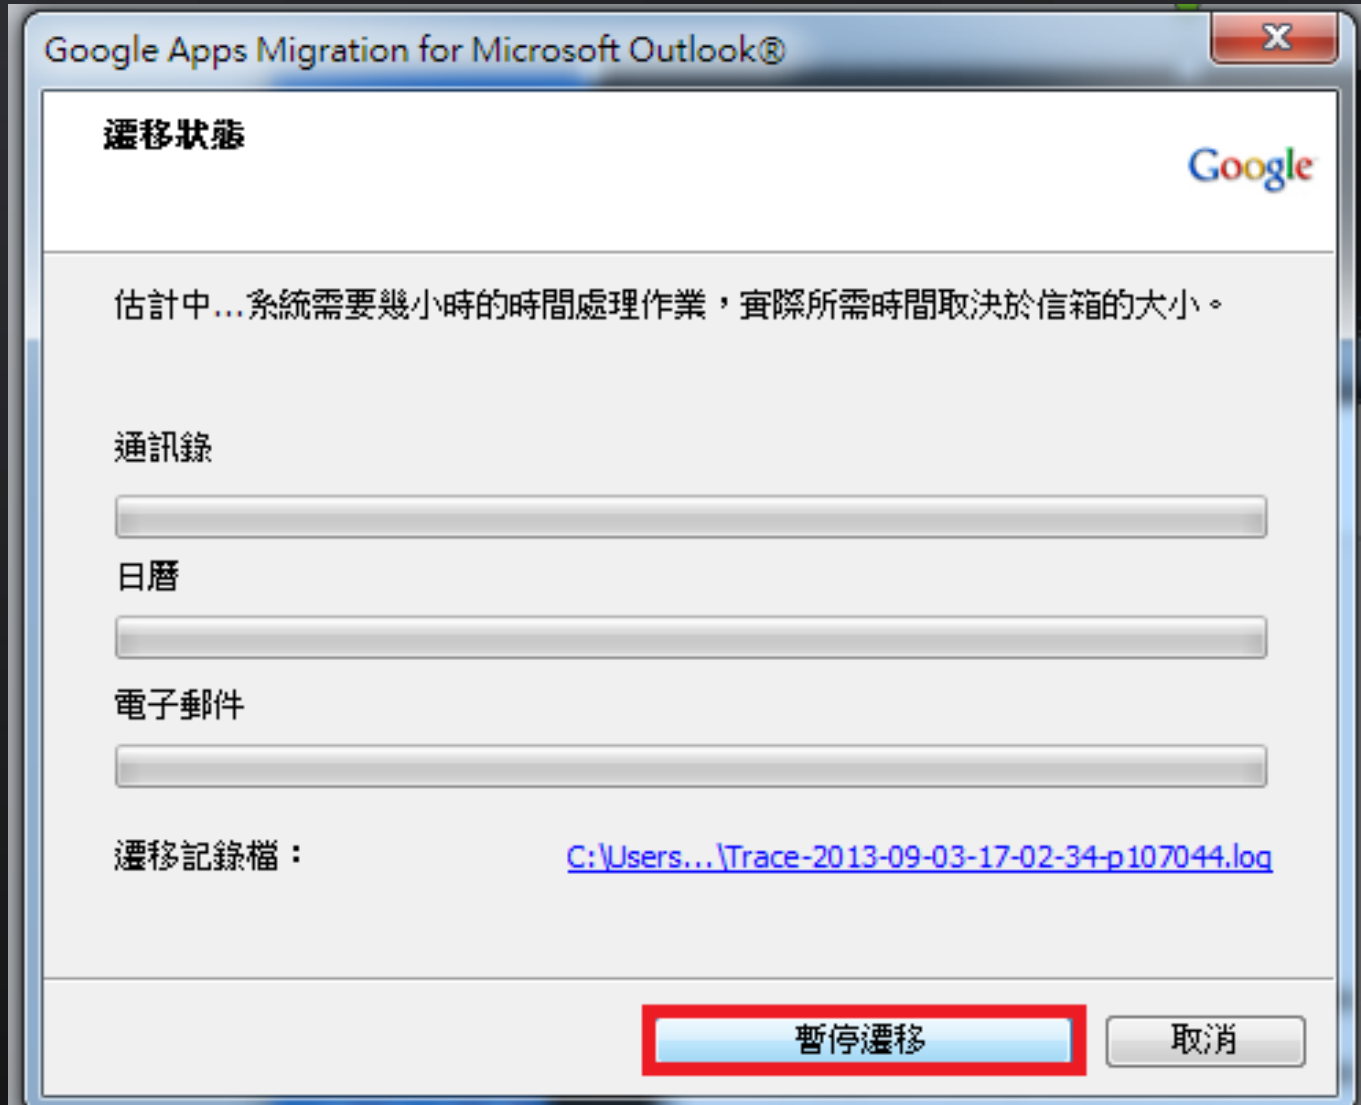 Google Apps Migration for Microsoft Outlook®
遷移狀態
Google
估計中...系統需要幾小時的時間處理作業，實際所需時間取決於信箱的大小。
通訊錄
日曆
電子郵件
遷移記錄檔： C:\Users...\Trace-2013-09-03-17-02-34-p107044.log
暫停遷移 取消